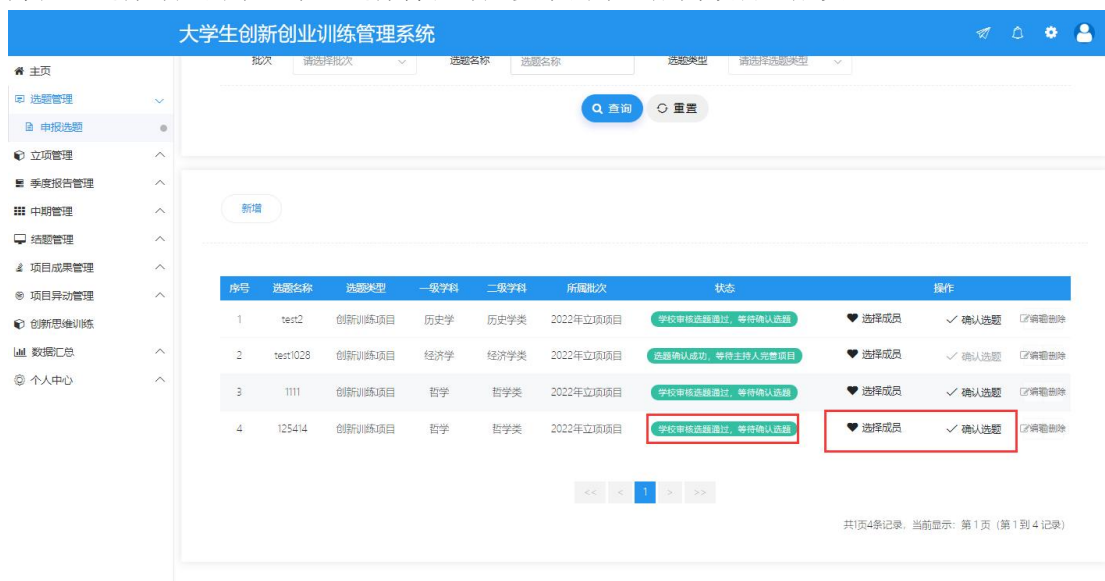 大学生创新创业训练管理系统
主页
选题管理
申报选题
立项管理
季度报告管理
中期管理
结题管理
项目成果管理
项目异动管理
创新思维训练
数据汇总
个人中心
批次 请选择批次 选题名称 选题名称 选题类型 请选择选题类型
查询 重置
新增
序号 选题名称 选题类型 一级学科 二级学科 所属批次 状态 操作
1 test2 创新训练项目 历史学 历史学类 2022年立项项目 学校审核选题通过，等待确认选题 选择成员 确认选题 编辑删除
2 test1028 创新训练项目 经济学 经济学类 2022年立项项目 选题确认成功，等待主持人完善项目 选择成员 确认选题 编辑删除
3 1111 创新训练项目 哲学 哲学类 2022年立项项目 学校审核选题通过，等待确认选题 选择成员 确认选题 编辑删除
4 125414 创新训练项目 哲学 哲学类 2022年立项项目 学校审核选题通过，等待确认选题 选择成员 确认选题 编辑删除
<< < 1 > >>
共1页4条记录，当前显示：第 1 页（第 1 到 4 记录）